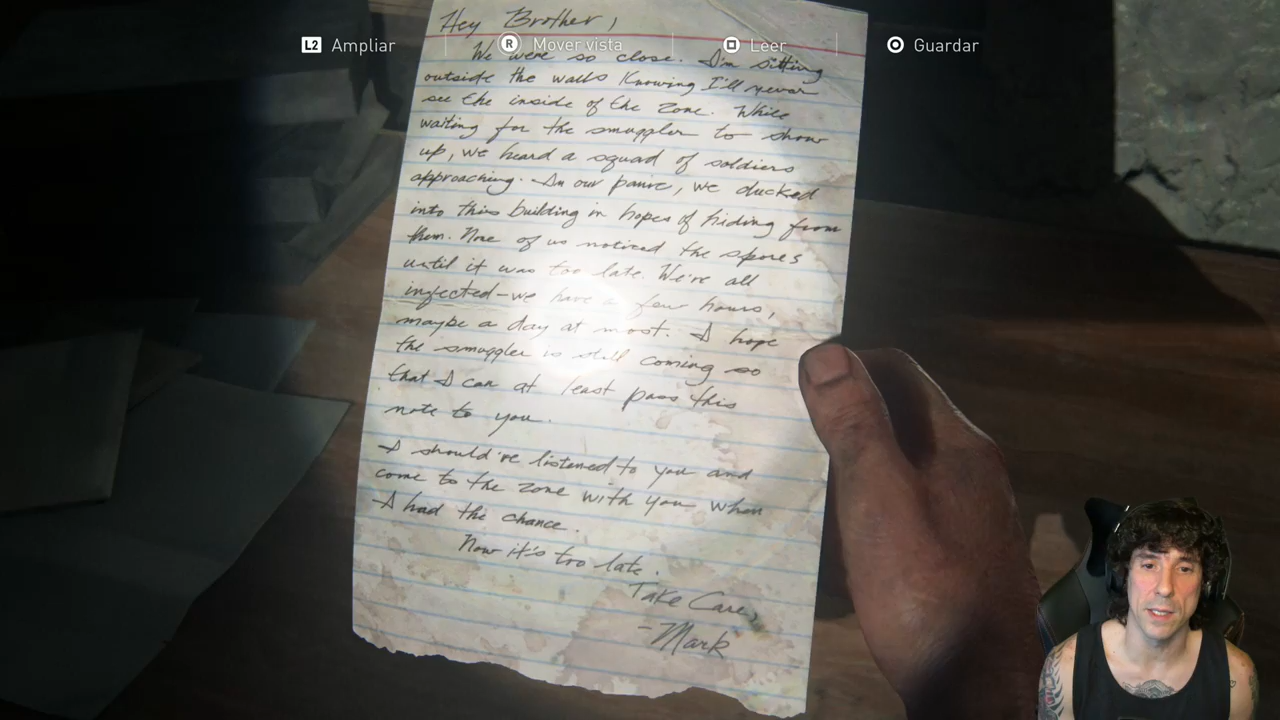 L2 Ampliar R Mover vista Leer Guardar
Hey Brother,
We were so close. I'm sitting
outside the walls knowing I'll never
see the inside of the zone. While
waiting for the smuggler to show
up, we heard a squad of soldiers
approaching. In our panic, we ducked
into this building in hopes of hiding from
them. None of us noticed the spores
until it was too late. We're all
infected-we have a few hours,
maybe a day at most. I hope
the smuggler is still coming so
that I can at least pass this
note to you.
I should've listened to you and
come to the zone with you when
I had the chance.
Now it's too late.
Take Care,
-Mark